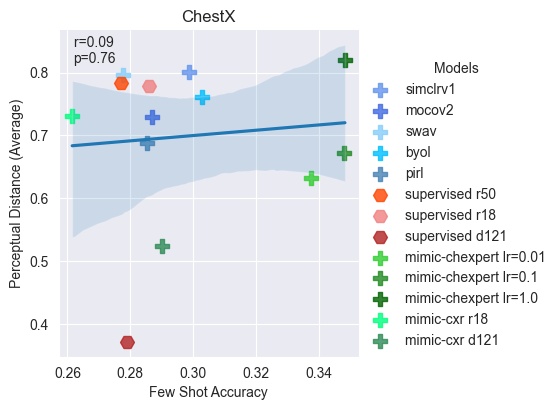 ChestX
r=0.09
p=0.76
0.8
0.7
0.6
0.5
0.4
Perceptual Distance (Average)
0.26 0.28 0.30 0.32 0.34
Few Shot Accuracy
Models
simclrv1
mocov2
swav
byol
pirl
supervised r50
supervised r18
supervised d121
mimic-chexpert lr=0.01
mimic-chexpert lr=0.1
mimic-chexpert lr=1.0
mimic-cxr r18
mimic-cxr d121